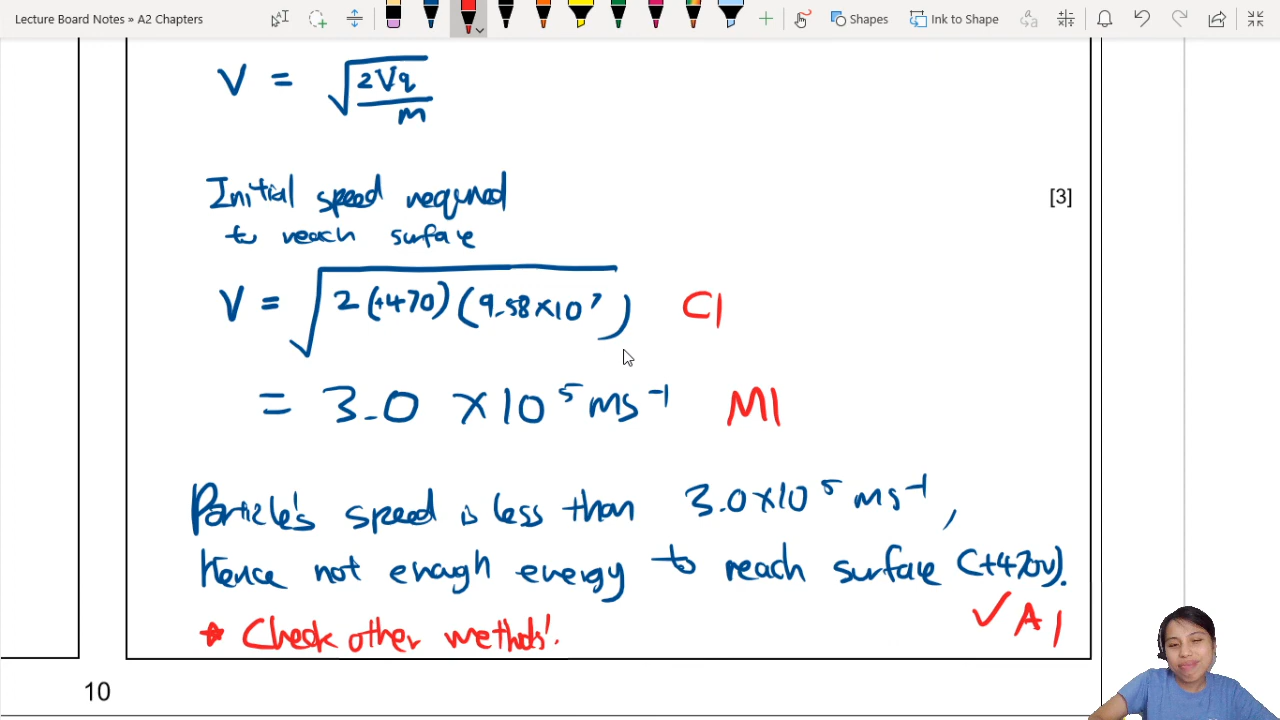 Lecture Board Notes » A2 Chapters
Shapes
Ink to Shape
V = √(2Vq/m)
Initial speed required
[3]
to reach surface
V = √(2(+470)(9.58×10⁷)) C1
= 3.0 ×10⁵ ms⁻¹ M1
Particle's speed is less than 3.0×10⁵ ms⁻¹,
Hence not enough energy to reach surface (+470V).
✓ A1
* Check other methods!
10